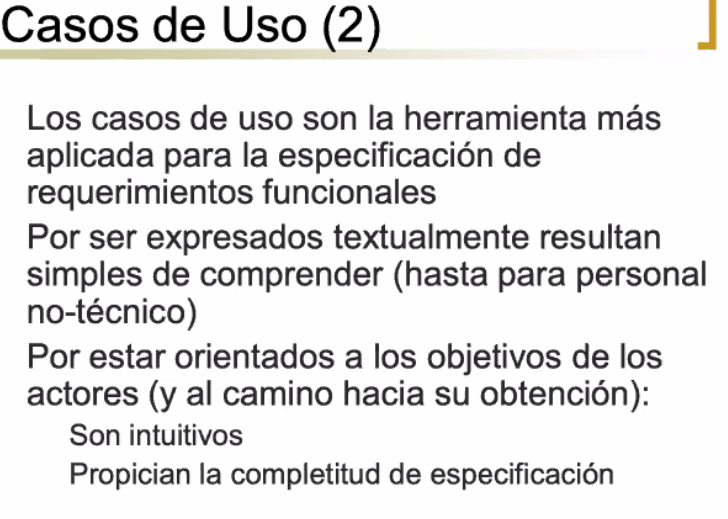 Casos de Uso (2)
Los casos de uso son la herramienta más
aplicada para la especificación de
requerimientos funcionales
Por ser expresados textualmente resultan
simples de comprender (hasta para personal
no-técnico)
Por estar orientados a los objetivos de los
actores (y al camino hacia su obtención):
Son intuitivos
Propician la completitud de especificación